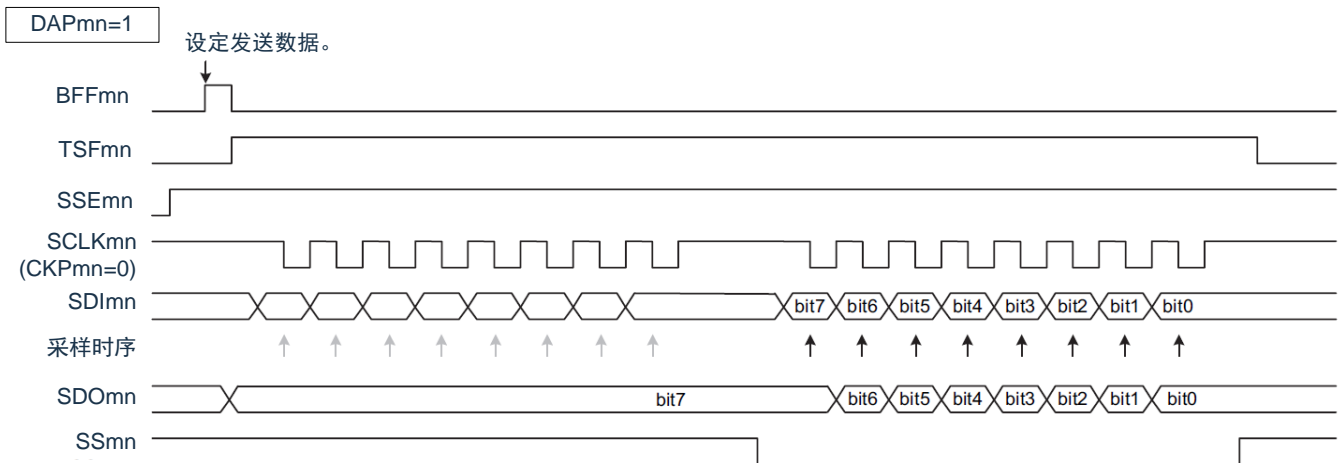 DAPmn=1
设定发送数据。
BFFmn
TSFmn
SSEmn
SCLKmn
(CKPmn=0)
SDImn bit7 bit6 bit5 bit4 bit3 bit2 bit1 bit0
采样时序
SDOmn bit7 bit6 bit5 bit4 bit3 bit2 bit1 bit0
SSmn